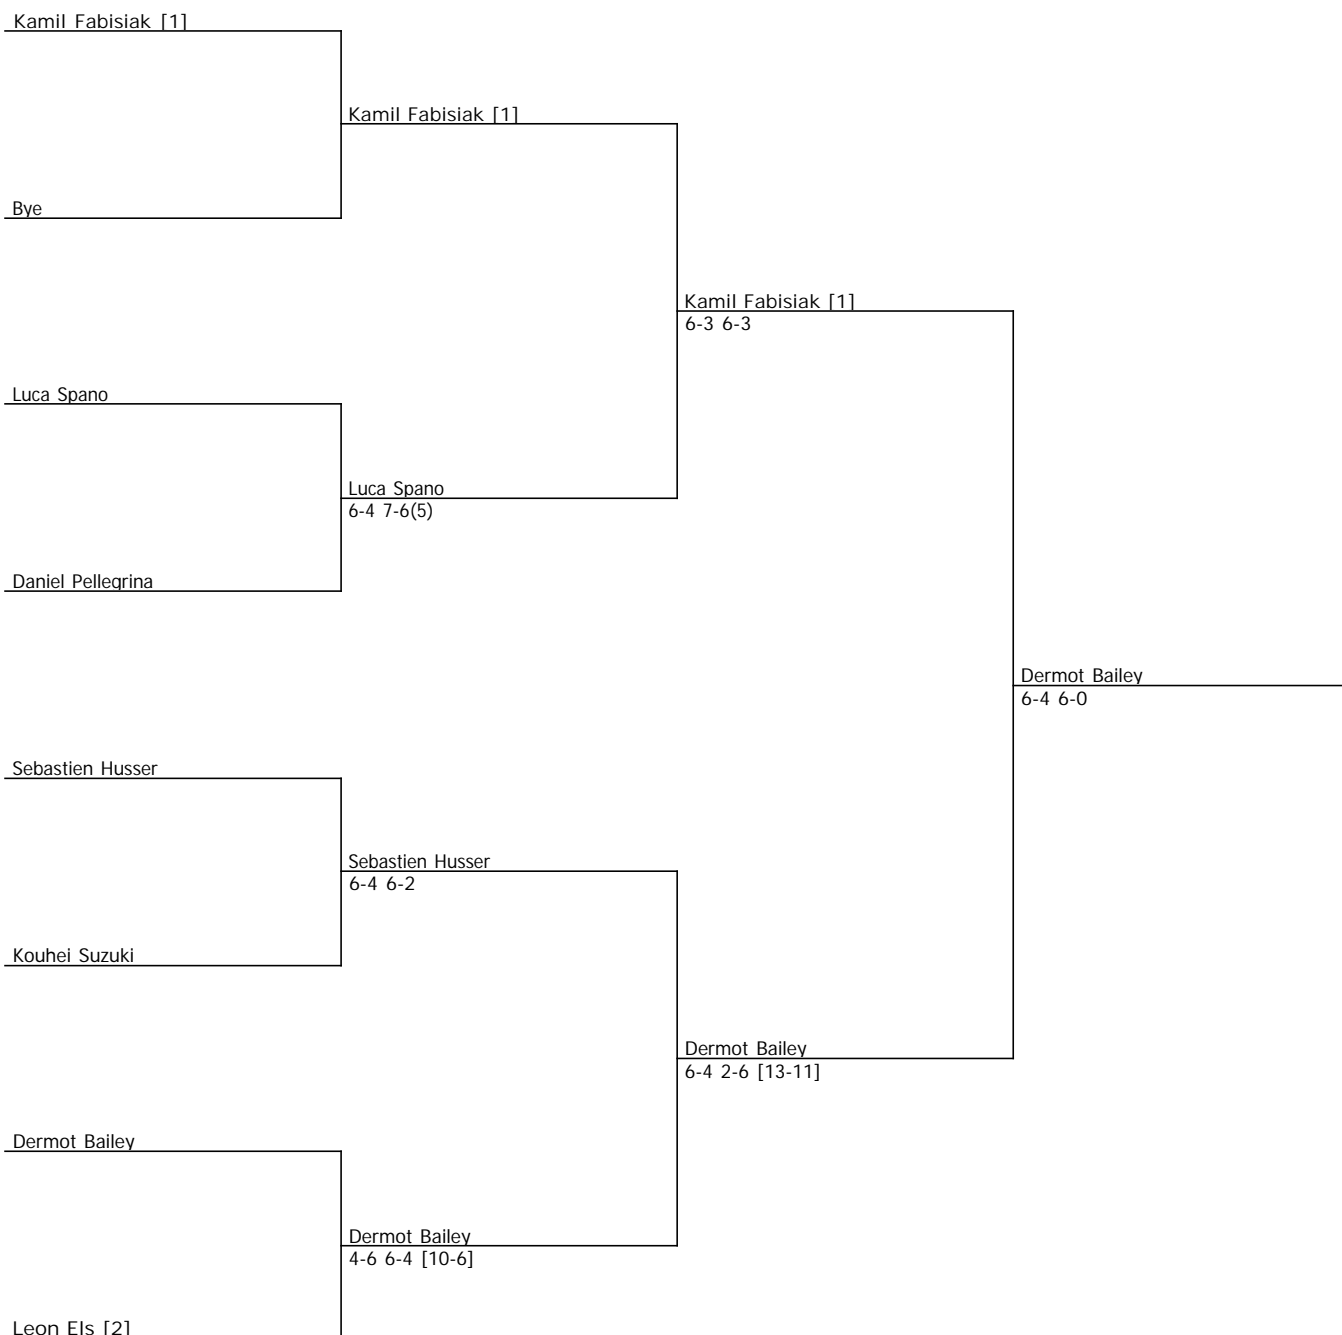 Kamil Fabisiak [1]
Kamil Fabisiak [1]
Bye
Kamil Fabisiak [1]
6-3 6-3
Luca Spano
Luca Spano
6-4 7-6(5)
Daniel Pellegrina
Dermot Bailey
6-4 6-0
Sebastien Husser
Sebastien Husser
6-4 6-2
Kouhei Suzuki
Dermot Bailey
6-4 2-6 [13-11]
Dermot Bailey
Dermot Bailey
4-6 6-4 [10-6]
Leon Els [2]